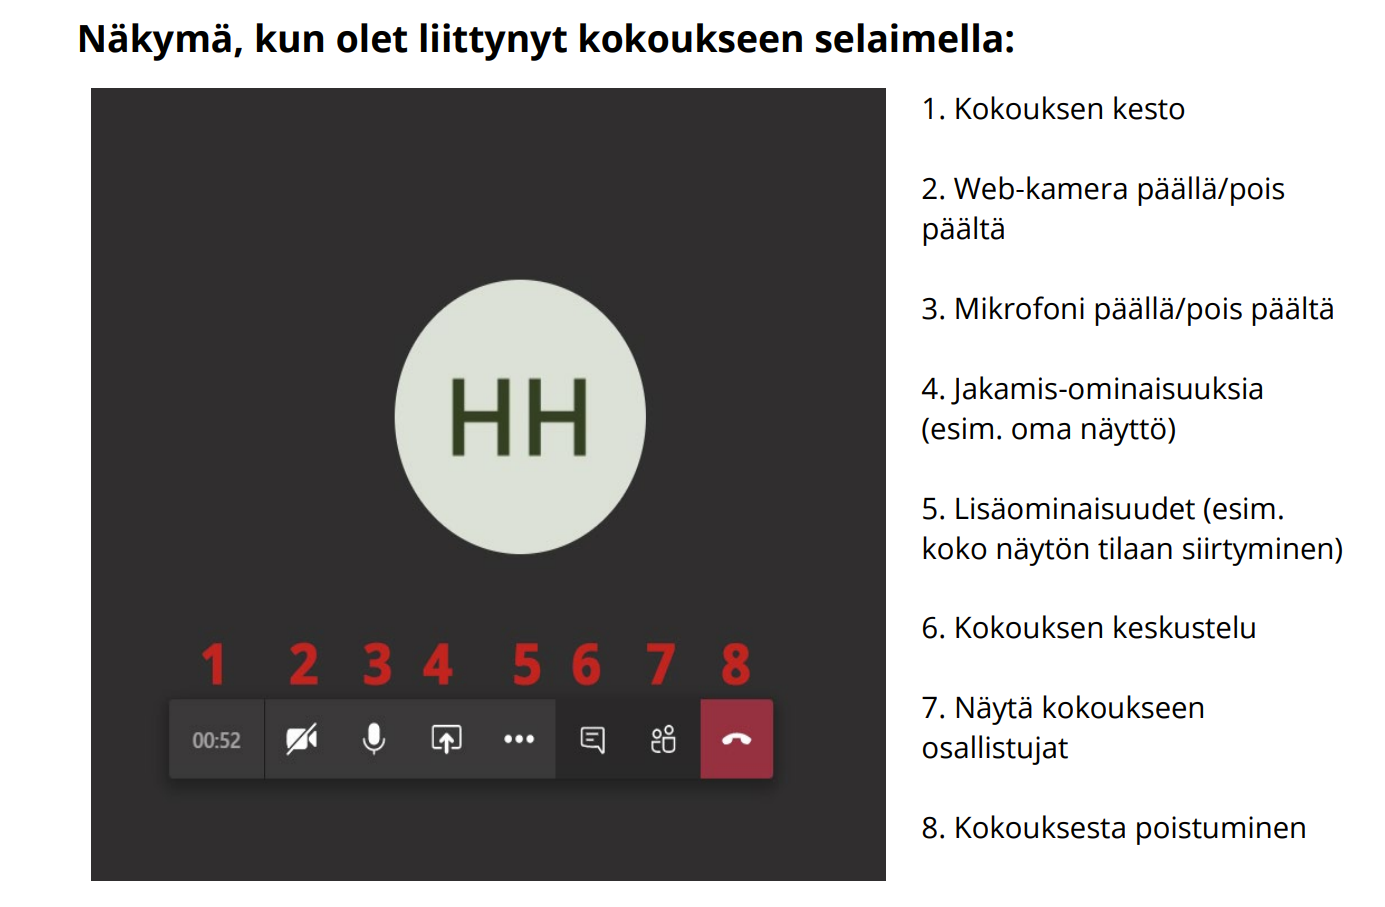 Näkymä, kun olet liittynyt kokoukseen selaimella:
HH
1 2 3 4 5 6 7 8
00:52
1. Kokouksen kesto
2. Web-kamera päällä/pois
päältä
3. Mikrofoni päällä/pois päältä
4. Jakamis-ominaisuuksia
(esim. oma näyttö)
5. Lisäominaisuudet (esim.
koko näytön tilaan siirtyminen)
6. Kokouksen keskustelu
7. Näytä kokoukseen
osallistujat
8. Kokouksesta poistuminen